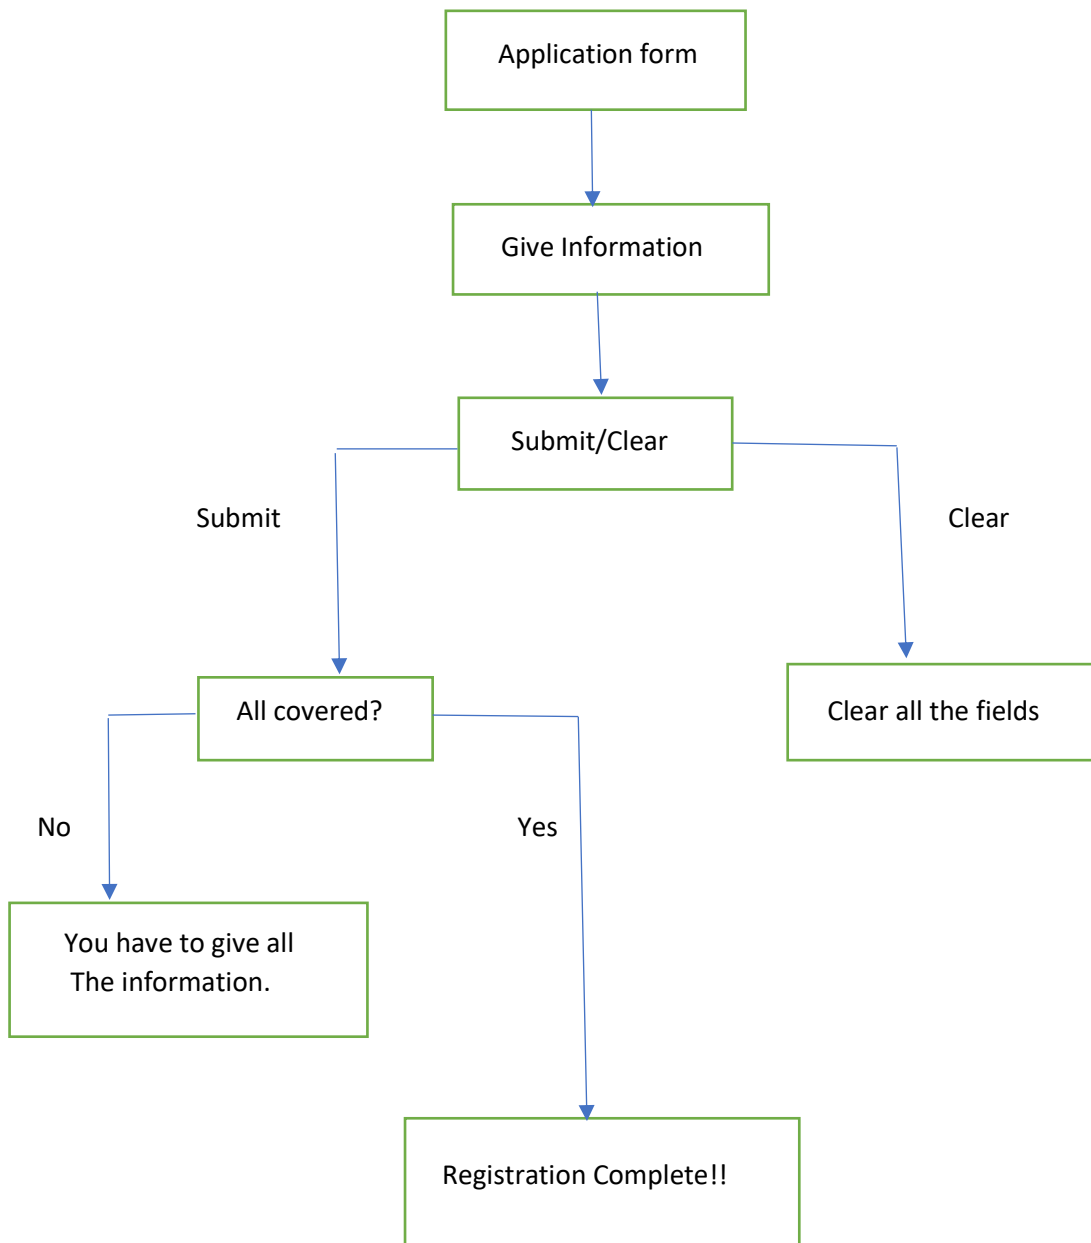 Application form
Give Information
Submit/Clear
Submit
Clear
All covered?
Clear all the fields
No
Yes
You have to give all
The information.
Registration Complete!!